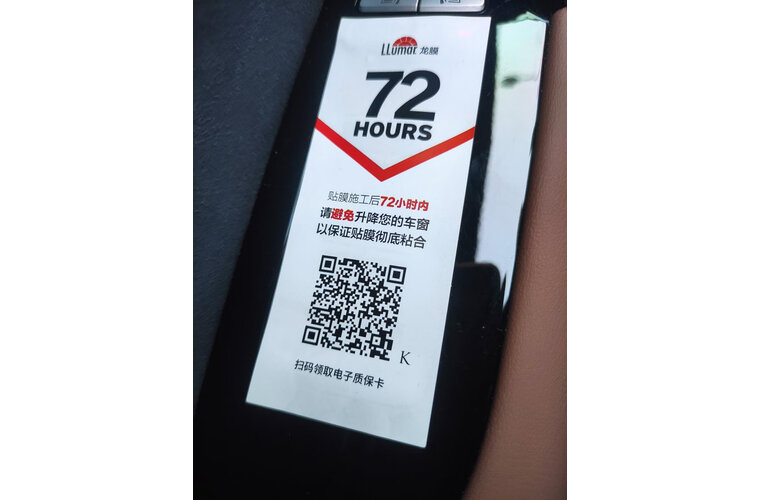 LLumar 龙膜
72
HOURS
贴膜施工后72小时内
请避免升降您的车窗
以保证贴膜彻底粘合
K
扫码领取电子质保卡